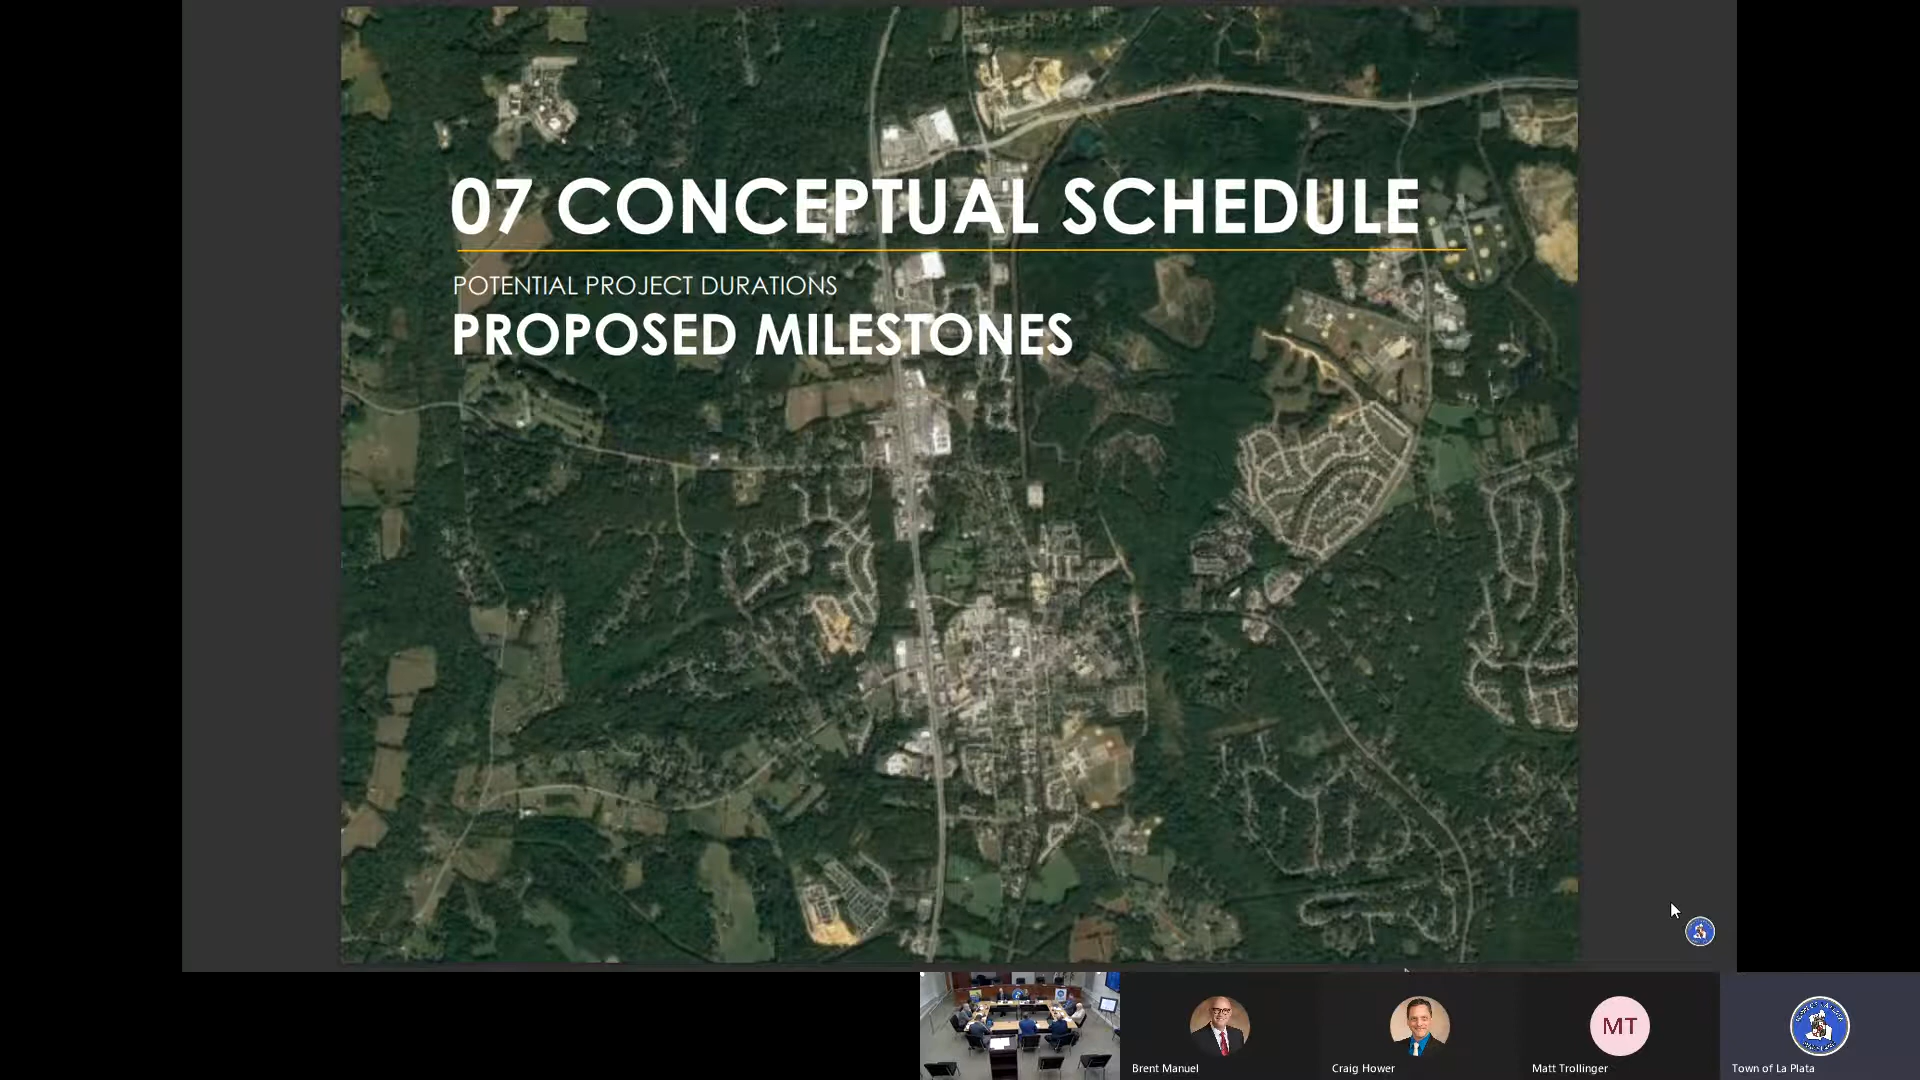 07 CONCEPTUAL SCHEDULE
POTENTIAL PROJECT DURATIONS
PROPOSED MILESTONES
MT
Brent Manuel
Craig Hower
Matt Trollinger
Town of La Plata